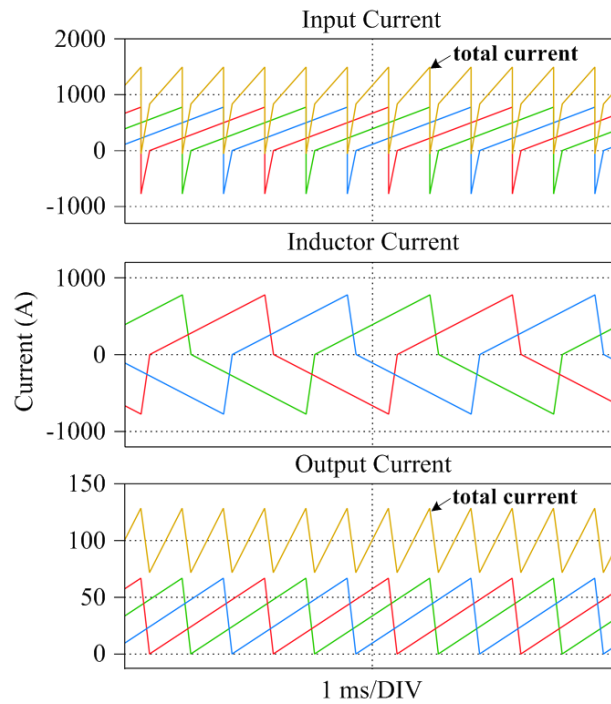 Input Current
2000
total current
1000
0
-1000
Inductor Current
1000
0
-1000
Current (A)
Output Current
150
total current
100
50
0
1 ms/DIV